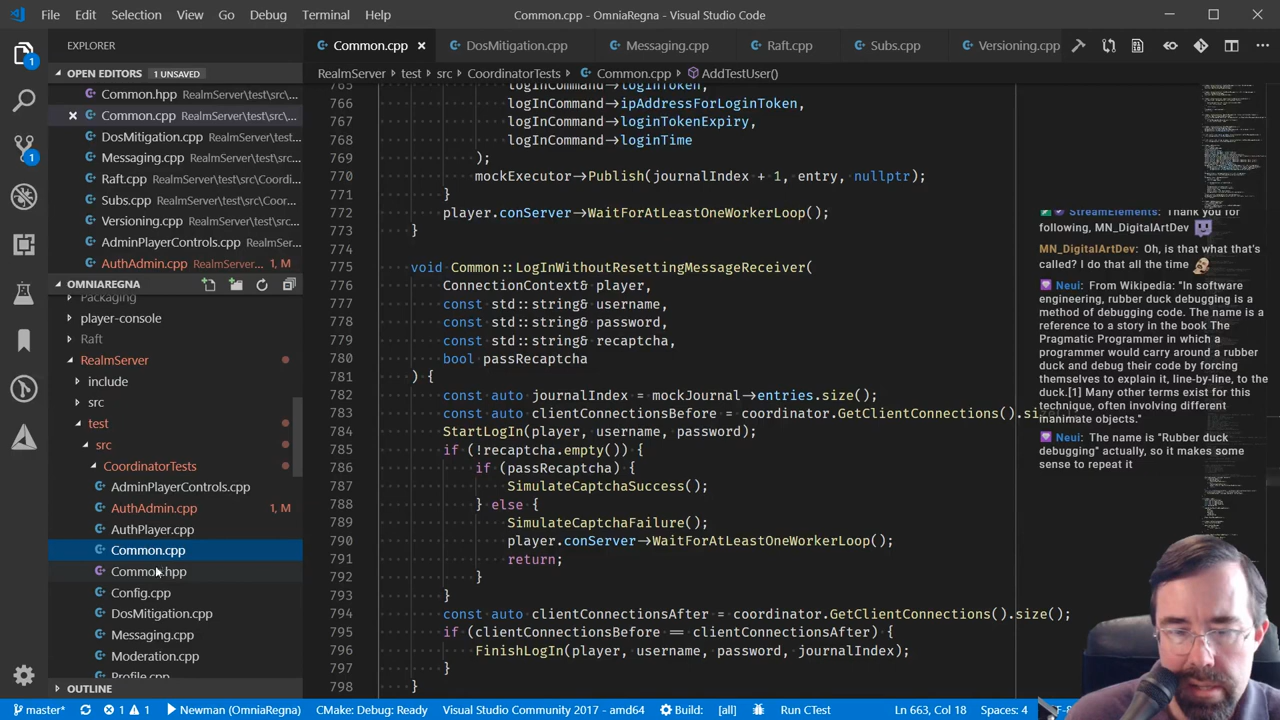 File Edit Selection View Go Debug Terminal Help Common.cpp - OmniaRegna - Visual Studio Code
EXPLORER
Common.cpp DosMitigation.cpp Messaging.cpp Raft.cpp Subs.cpp Versioning.cpp
OPEN EDITORS 1 UNSAVED
RealmServer > test > src > CoordinatorTests > Common.cpp > AddTestUser()
Common.hpp RealmServer\test\src\...
Common.cpp RealmServer\test\src\...
DosMitigation.cpp RealmServer\test...
Messaging.cpp RealmServer\test\src...
Raft.cpp RealmServer\test\src\Coordi...
Subs.cpp RealmServer\test\src\Coor...
Versioning.cpp RealmServer\test\src...
AdminPlayerControls.cpp RealmSer...
AuthAdmin.cpp RealmServer... 1, M
OMNIAREGNA
Packaging
player-console
Raft
RealmServer
include
src
test
src
CoordinatorTests
AdminPlayerControls.cpp
AuthAdmin.cpp 1, M
AuthPlayer.cpp
Common.cpp
Common.hpp
Config.cpp
DosMitigation.cpp
Messaging.cpp
Moderation.cpp
Profile.cpp
OUTLINE
765 logInCommand->loginToken,
766 logInCommand->ipAddressForLoginToken,
767 logInCommand->loginTokenExpiry,
768 logInCommand->loginTime
769 );
770 mockExecutor->Publish(journalIndex + 1, entry, nullptr);
771 }
772 player.conServer->WaitForAtLeastOneWorkerLoop();
773 }
774
775 void Common::LogInWithoutResettingMessageReceiver(
776 ConnectionContext& player,
777 const std::string& username,
778 const std::string& password,
779 const std::string& recaptcha,
780 bool passRecaptcha
781 ) {
782 const auto journalIndex = mockJournal->entries.size();
783 const auto clientConnectionsBefore = coordinator.GetClientConnections().size();
784 StartLogIn(player, username, password);
785 if (!recaptcha.empty()) {
786 if (passRecaptcha) {
787 SimulateCaptchaSuccess();
788 } else {
789 SimulateCaptchaFailure();
790 player.conServer->WaitForAtLeastOneWorkerLoop();
791 return;
792 }
793 }
794 const auto clientConnectionsAfter = coordinator.GetClientConnections().size();
795 if (clientConnectionsBefore == clientConnectionsAfter) {
796 FinishLogIn(player, username, password, journalIndex);
797 }
798 }
StreamElements: Thank you for
following, MN_DigitalArtDev
MN_DigitalArtDev: Oh, is that what that's
called? I do that all the time
Neui: From Wikipedia: "In software
engineering, rubber duck debugging is a
method of debugging code. The name is a
reference to a story in the book The
Pragmatic Programmer in which a
programmer would carry around a rubber
duck and debug their code by forcing
themselves to explain it, line-by-line, to the
duck.[1] Many other terms exist for this
technique, often involving different
inanimate objects."
Neui: The name is "Rubber duck
debugging" actually, so it makes some
sense to repeat it
master* 1 1 Newman (OmniaRegna) CMake: Debug: Ready Visual Studio Community 2017 - amd64 Build: [all] Run CTest Ln 663, Col 18 Spaces: 4